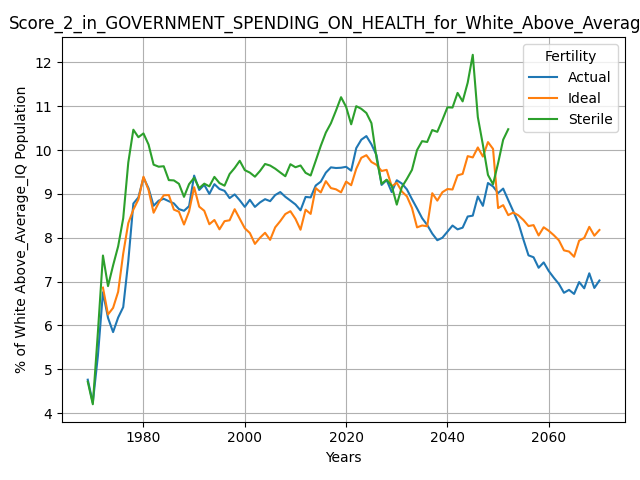 Score_2_in_GOVERNMENT_SPENDING_ON_HEALTH_for_White_Above_Averag
% of White Above_Average_IQ Population
12
11
10
9
8
7
6
5
4
Fertility
Actual
Ideal
Sterile
1980
2000
2020
2040
2060
Years